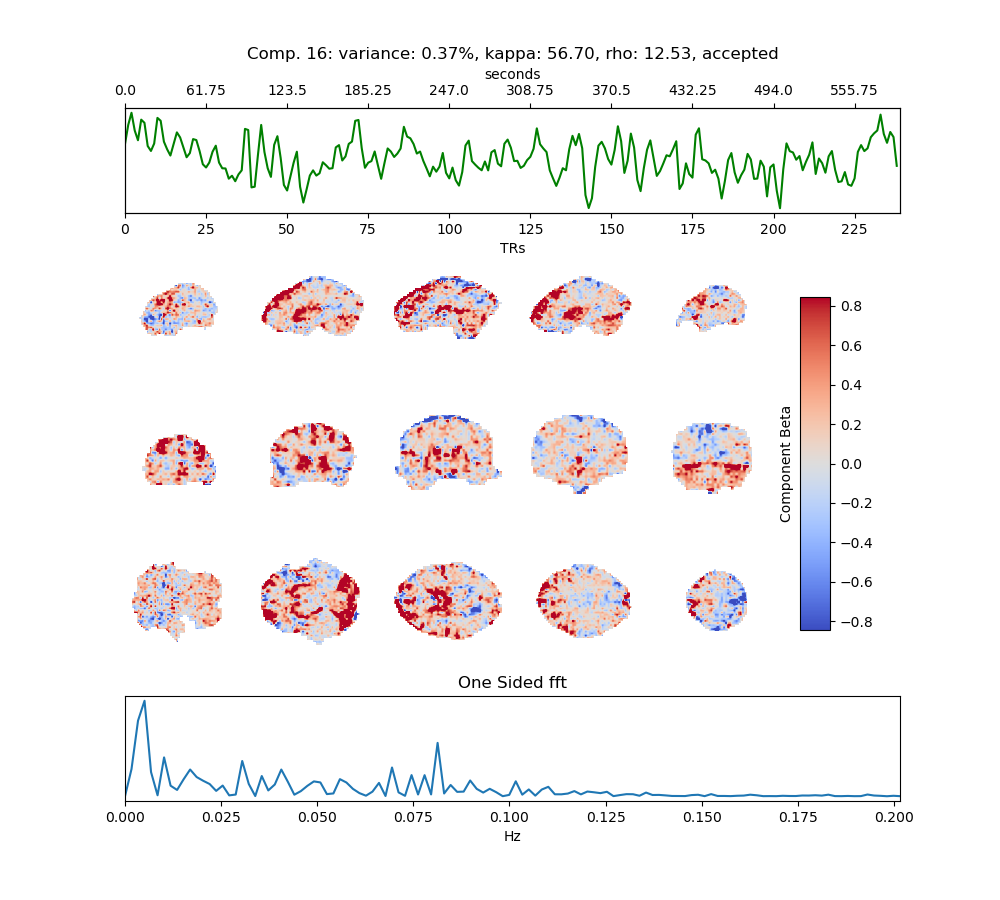 Comp. 16: variance: 0.37%, kappa: 56.70, rho: 12.53, accepted
seconds
0.0 61.75 123.5 185.25 247.0 308.75 370.5 432.25 494.0 555.75
0 25 50 75 100 125 150 175 200 225
TRs
0.8
0.6
0.4
0.2
0.0
−0.2
−0.4
−0.6
−0.8
Component Beta
One Sided fft
0.000 0.025 0.050 0.075 0.100 0.125 0.150 0.175 0.200
Hz